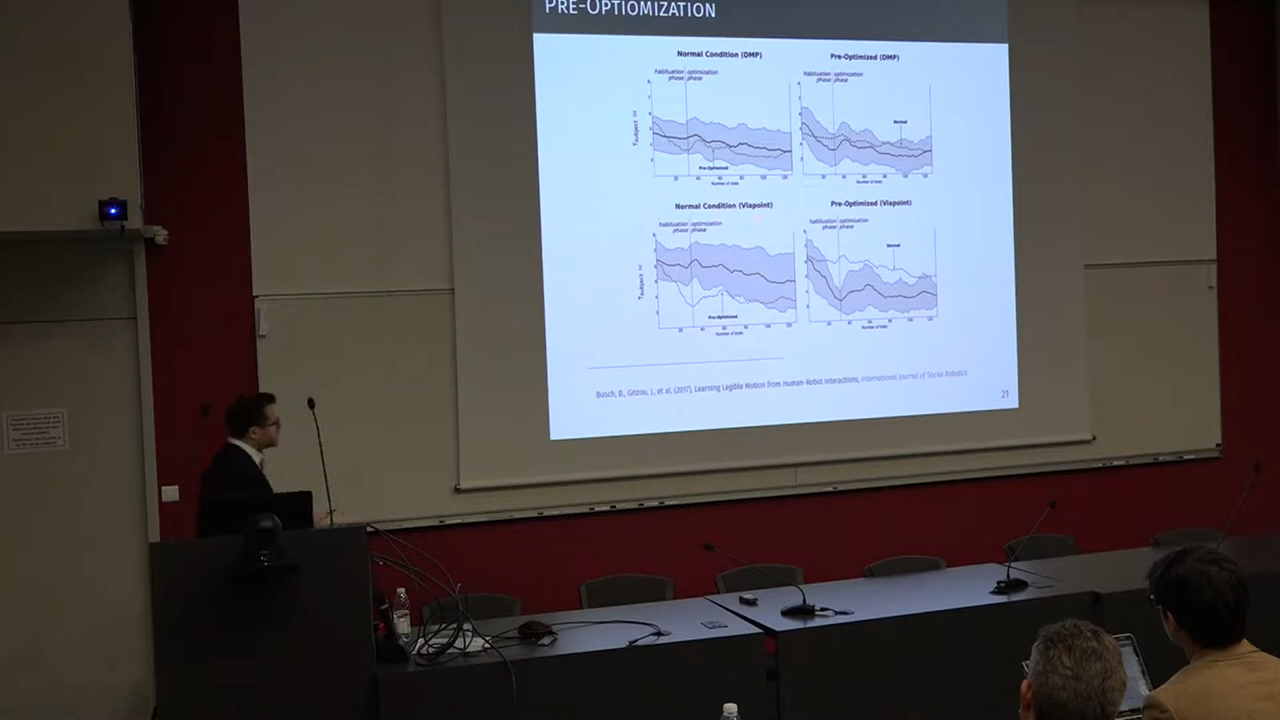 PRE-OPTIOMIZATION
Normal Condition (DMP)
Pre-Optimized (DMP)
habituation optimization
phase phase
habituation optimization
phase phase
Normal
Pre-Optimized
Number of trials
Number of trials
Normal Condition (Viapoint)
Pre-Optimized (Viapoint)
habituation optimization
phase phase
habituation optimization
phase phase
Normal
Pre-Optimized
Number of trials
Number of trials
Busch, B., Grizou, J., et al. (2017), Learning Legible Motion from Human-Robot Interactions, International Journal of Social Robotics
21